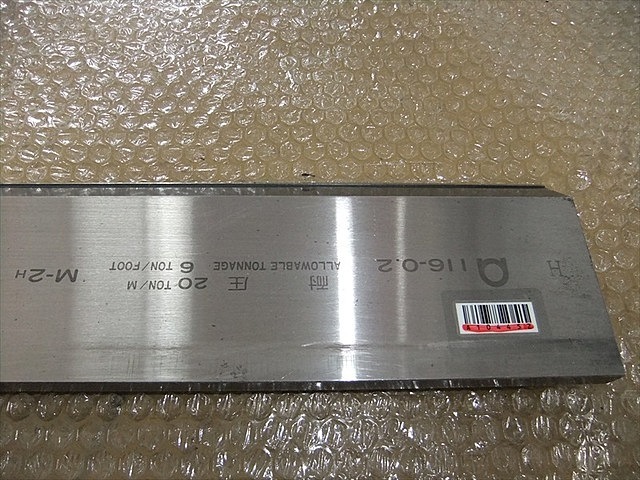 H
116-0.2
耐圧
ALLOWABLE TONNAGE
20 TON/M
6 TON/FOOT
M-2H